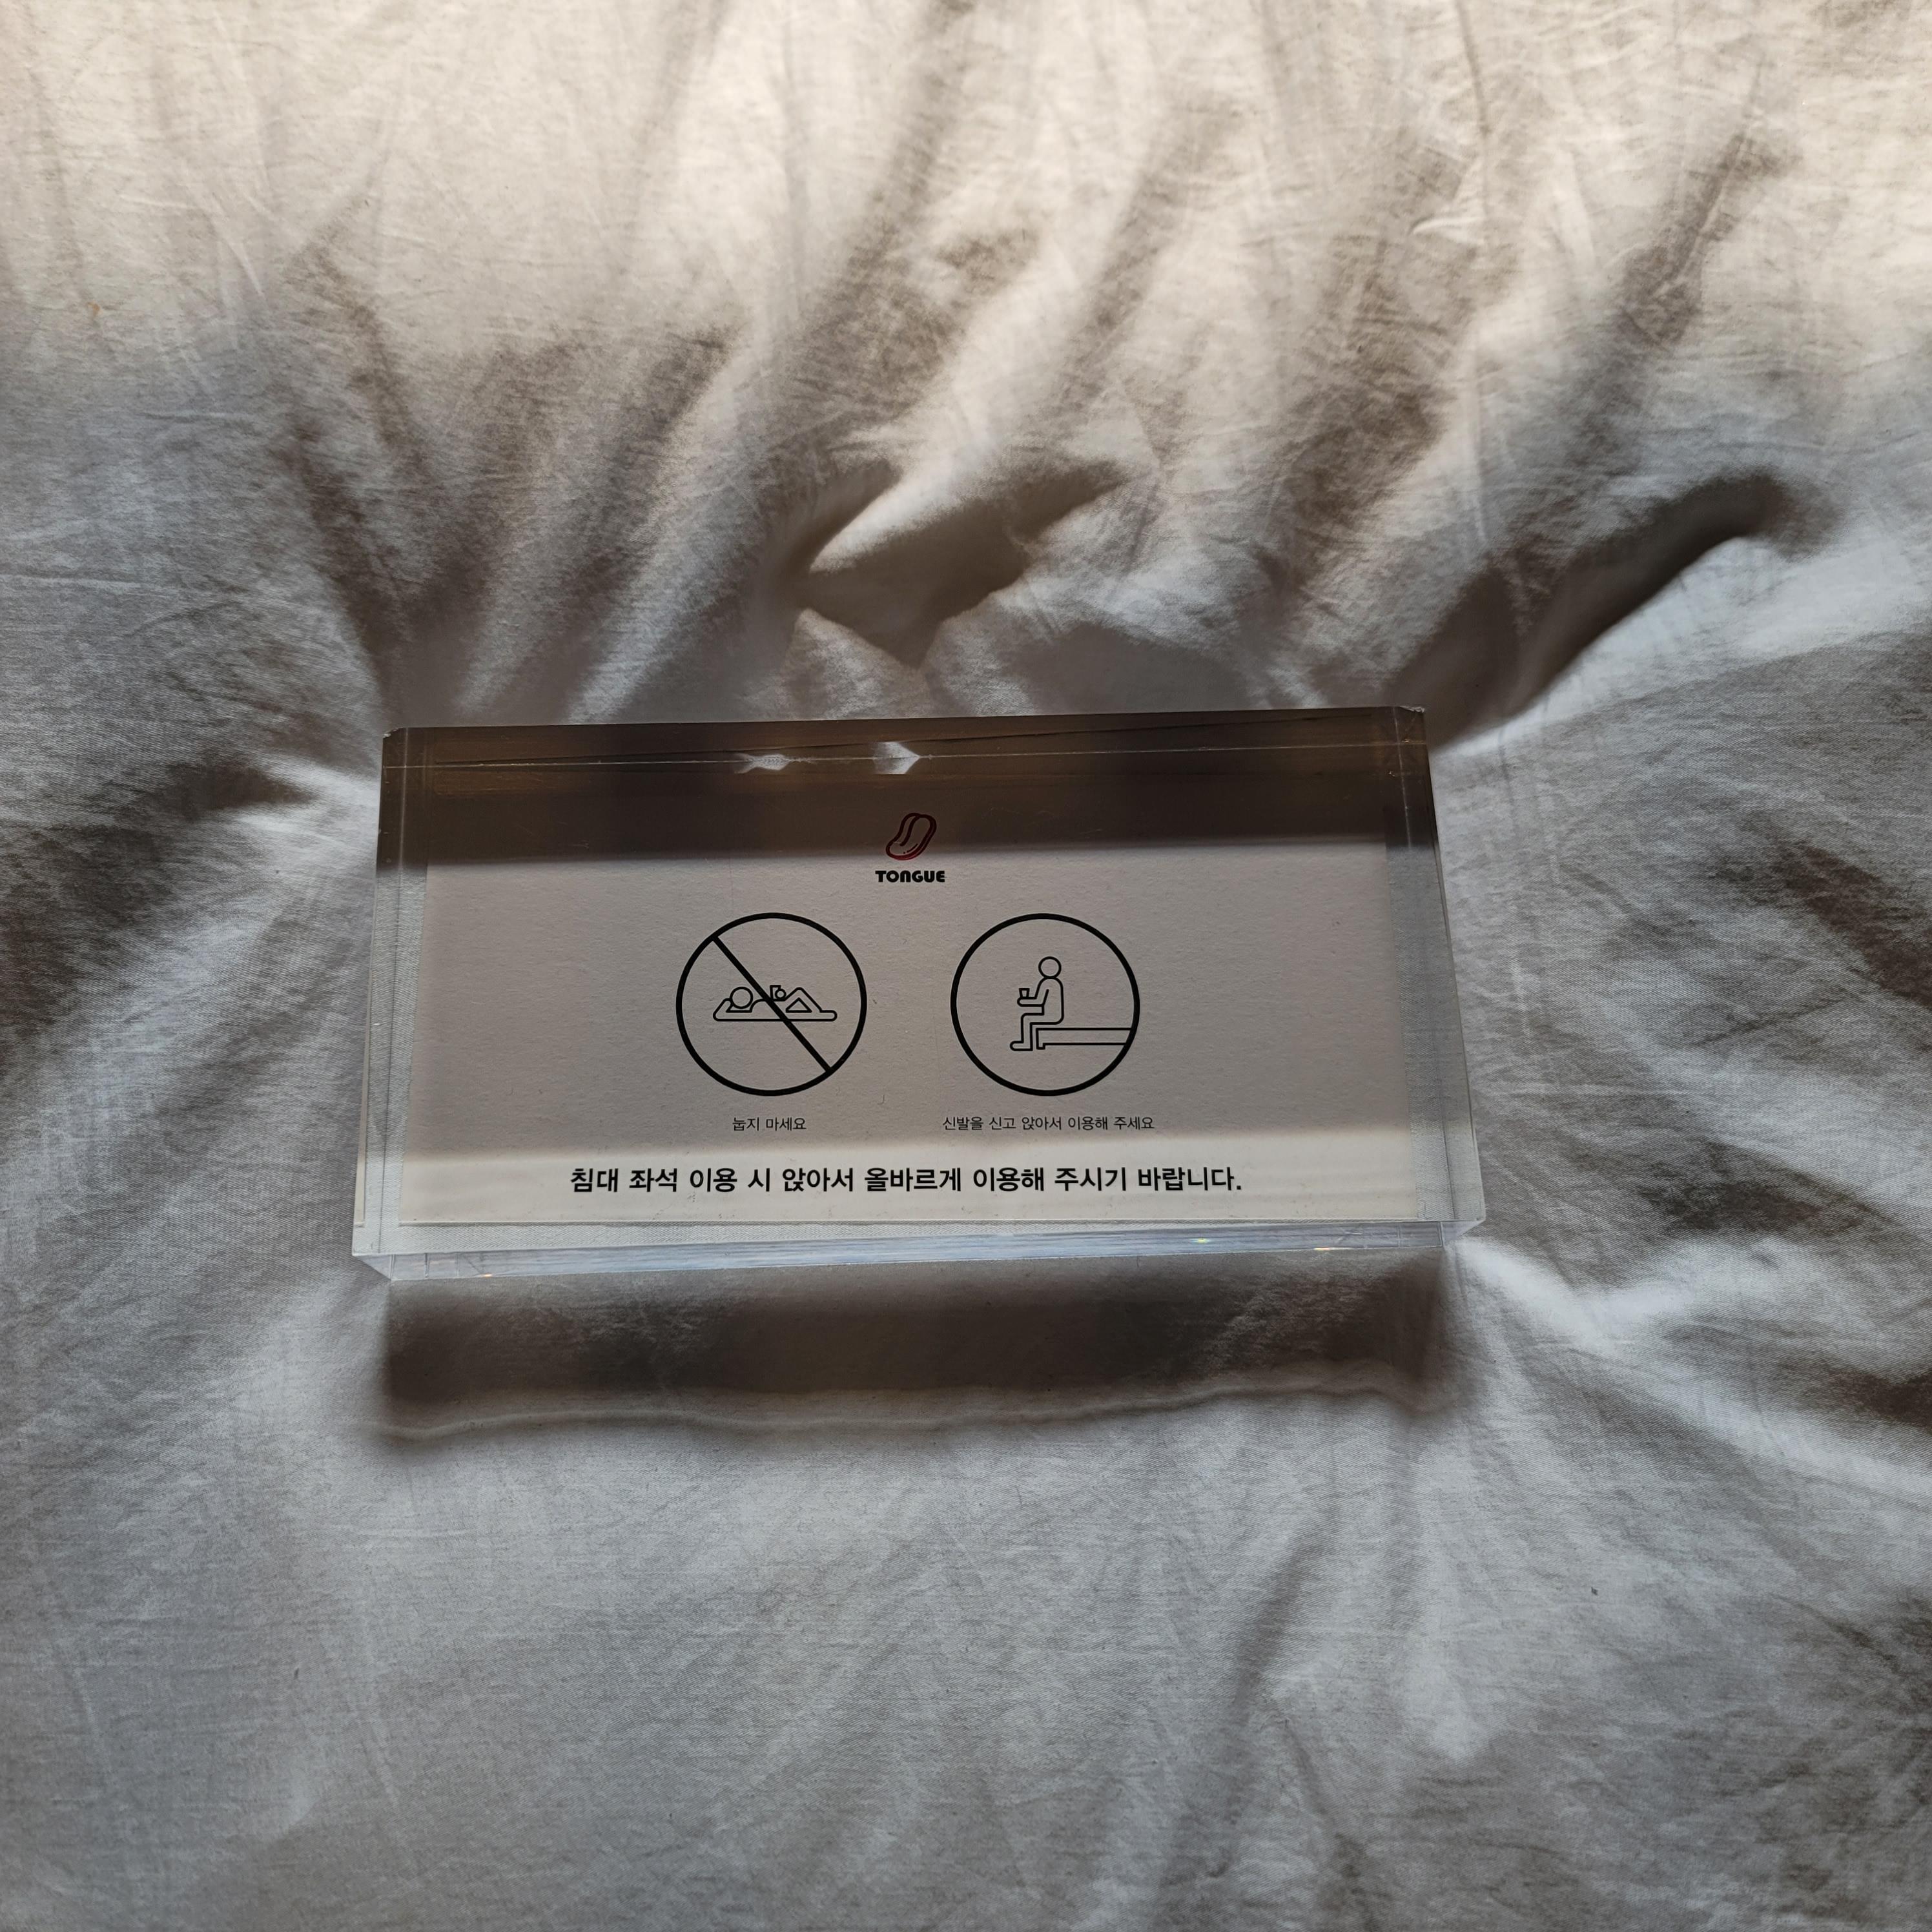 TONGUE
눕지 마세요
신발을 신고 앉아서 이용해 주세요
침대 좌석 이용 시 앉아서 올바르게 이용해 주시기 바랍니다.